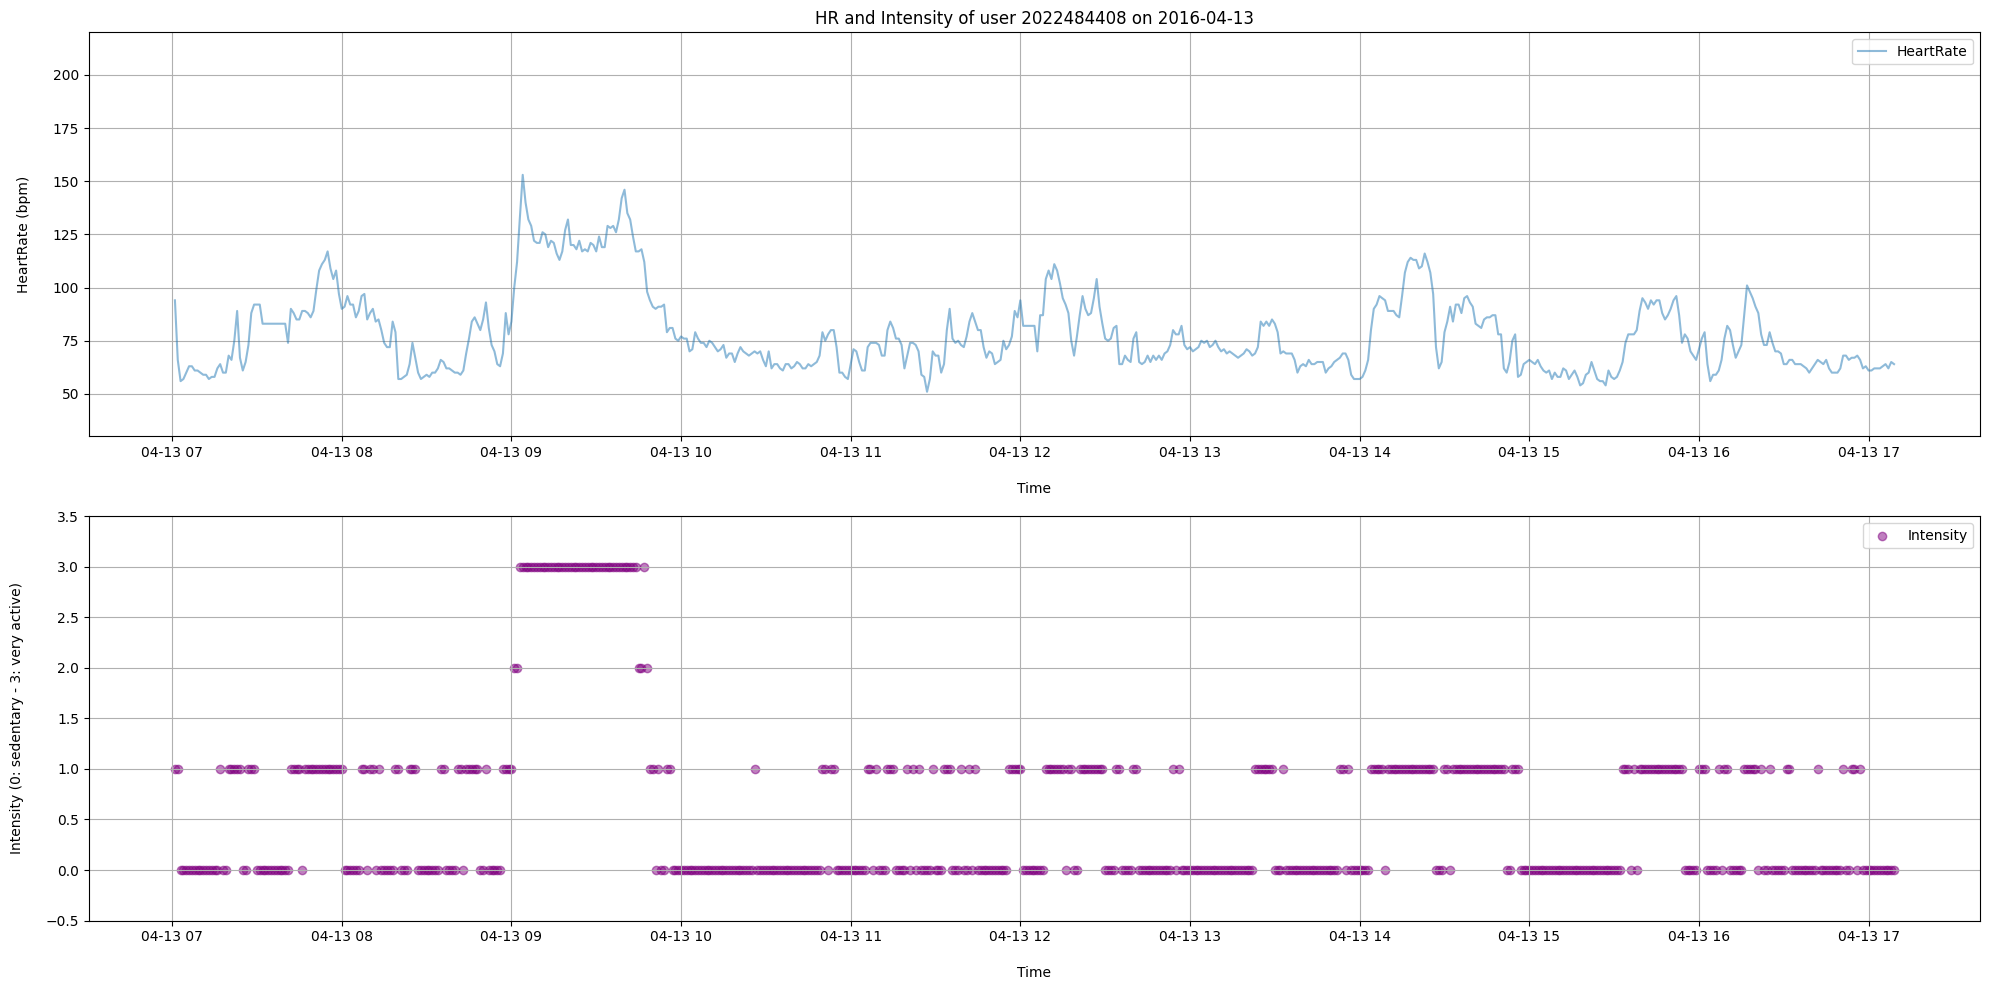 HR and Intensity of user 2022484408 on 2016-04-13
HeartRate
HeartRate (bpm)
200
175
150
125
100
75
50
04-13 07 04-13 08 04-13 09 04-13 10 04-13 11 04-13 12 04-13 13 04-13 14 04-13 15 04-13 16 04-13 17
Time
Intensity
Intensity (0: sedentary - 3: very active)
3.5
3.0
2.5
2.0
1.5
1.0
0.5
0.0
−0.5
04-13 07 04-13 08 04-13 09 04-13 10 04-13 11 04-13 12 04-13 13 04-13 14 04-13 15 04-13 16 04-13 17
Time